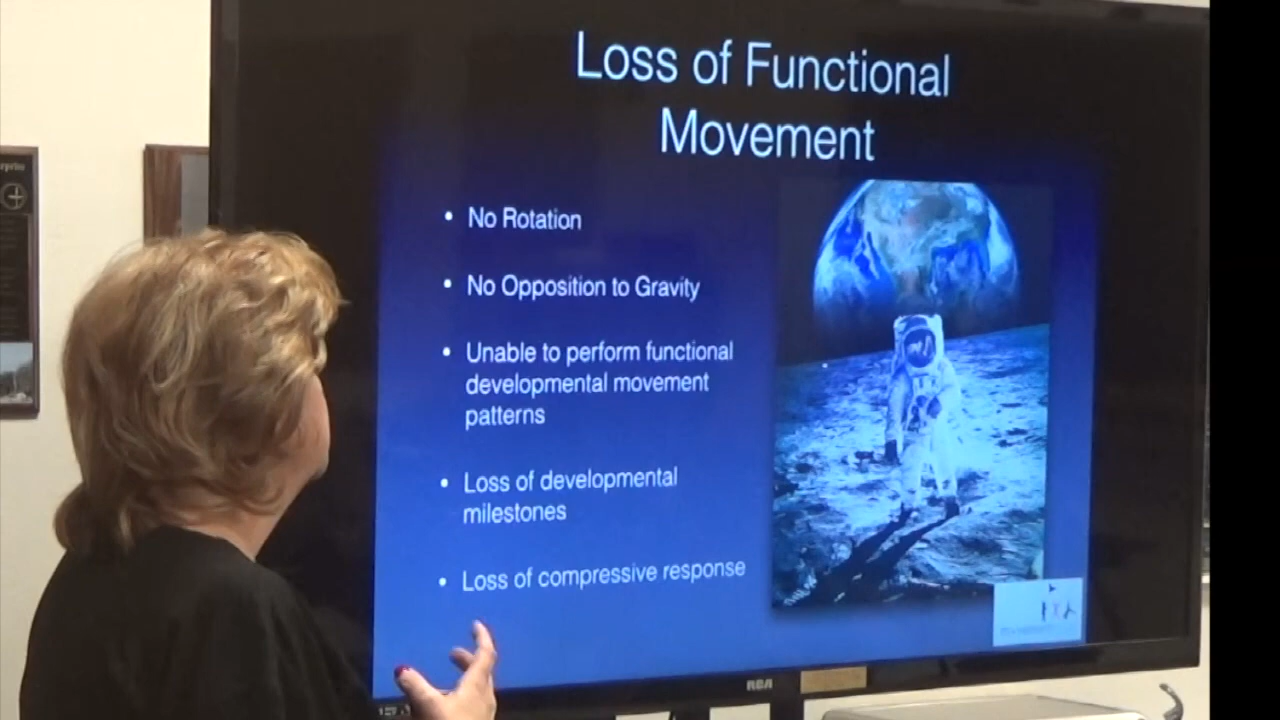 Loss of Functional
Movement
• No Rotation
• No Opposition to Gravity
• Unable to perform functional
developmental movement
patterns
• Loss of developmental
milestones
• Loss of compressive response
RCA